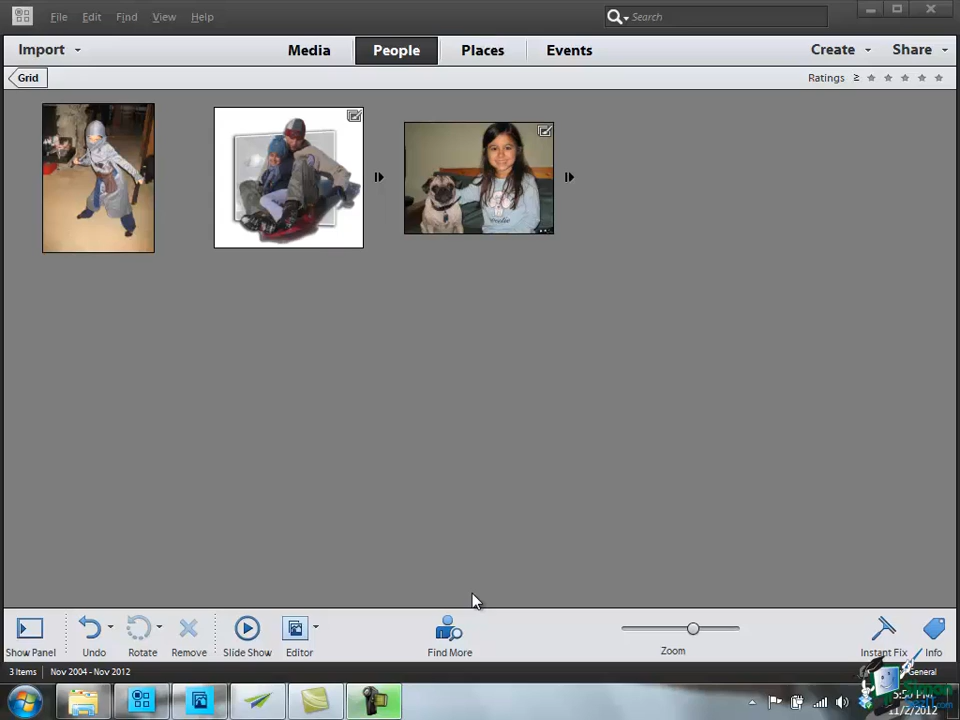 File Edit Find View Help Search
Import Media People Places Events Create Share
Grid Ratings ≥
Show Panel Undo Rotate Remove Slide Show Editor Find More Zoom Instant Fix Info
3 Items Nov 2004 - Nov 2012 General
11/2/2012